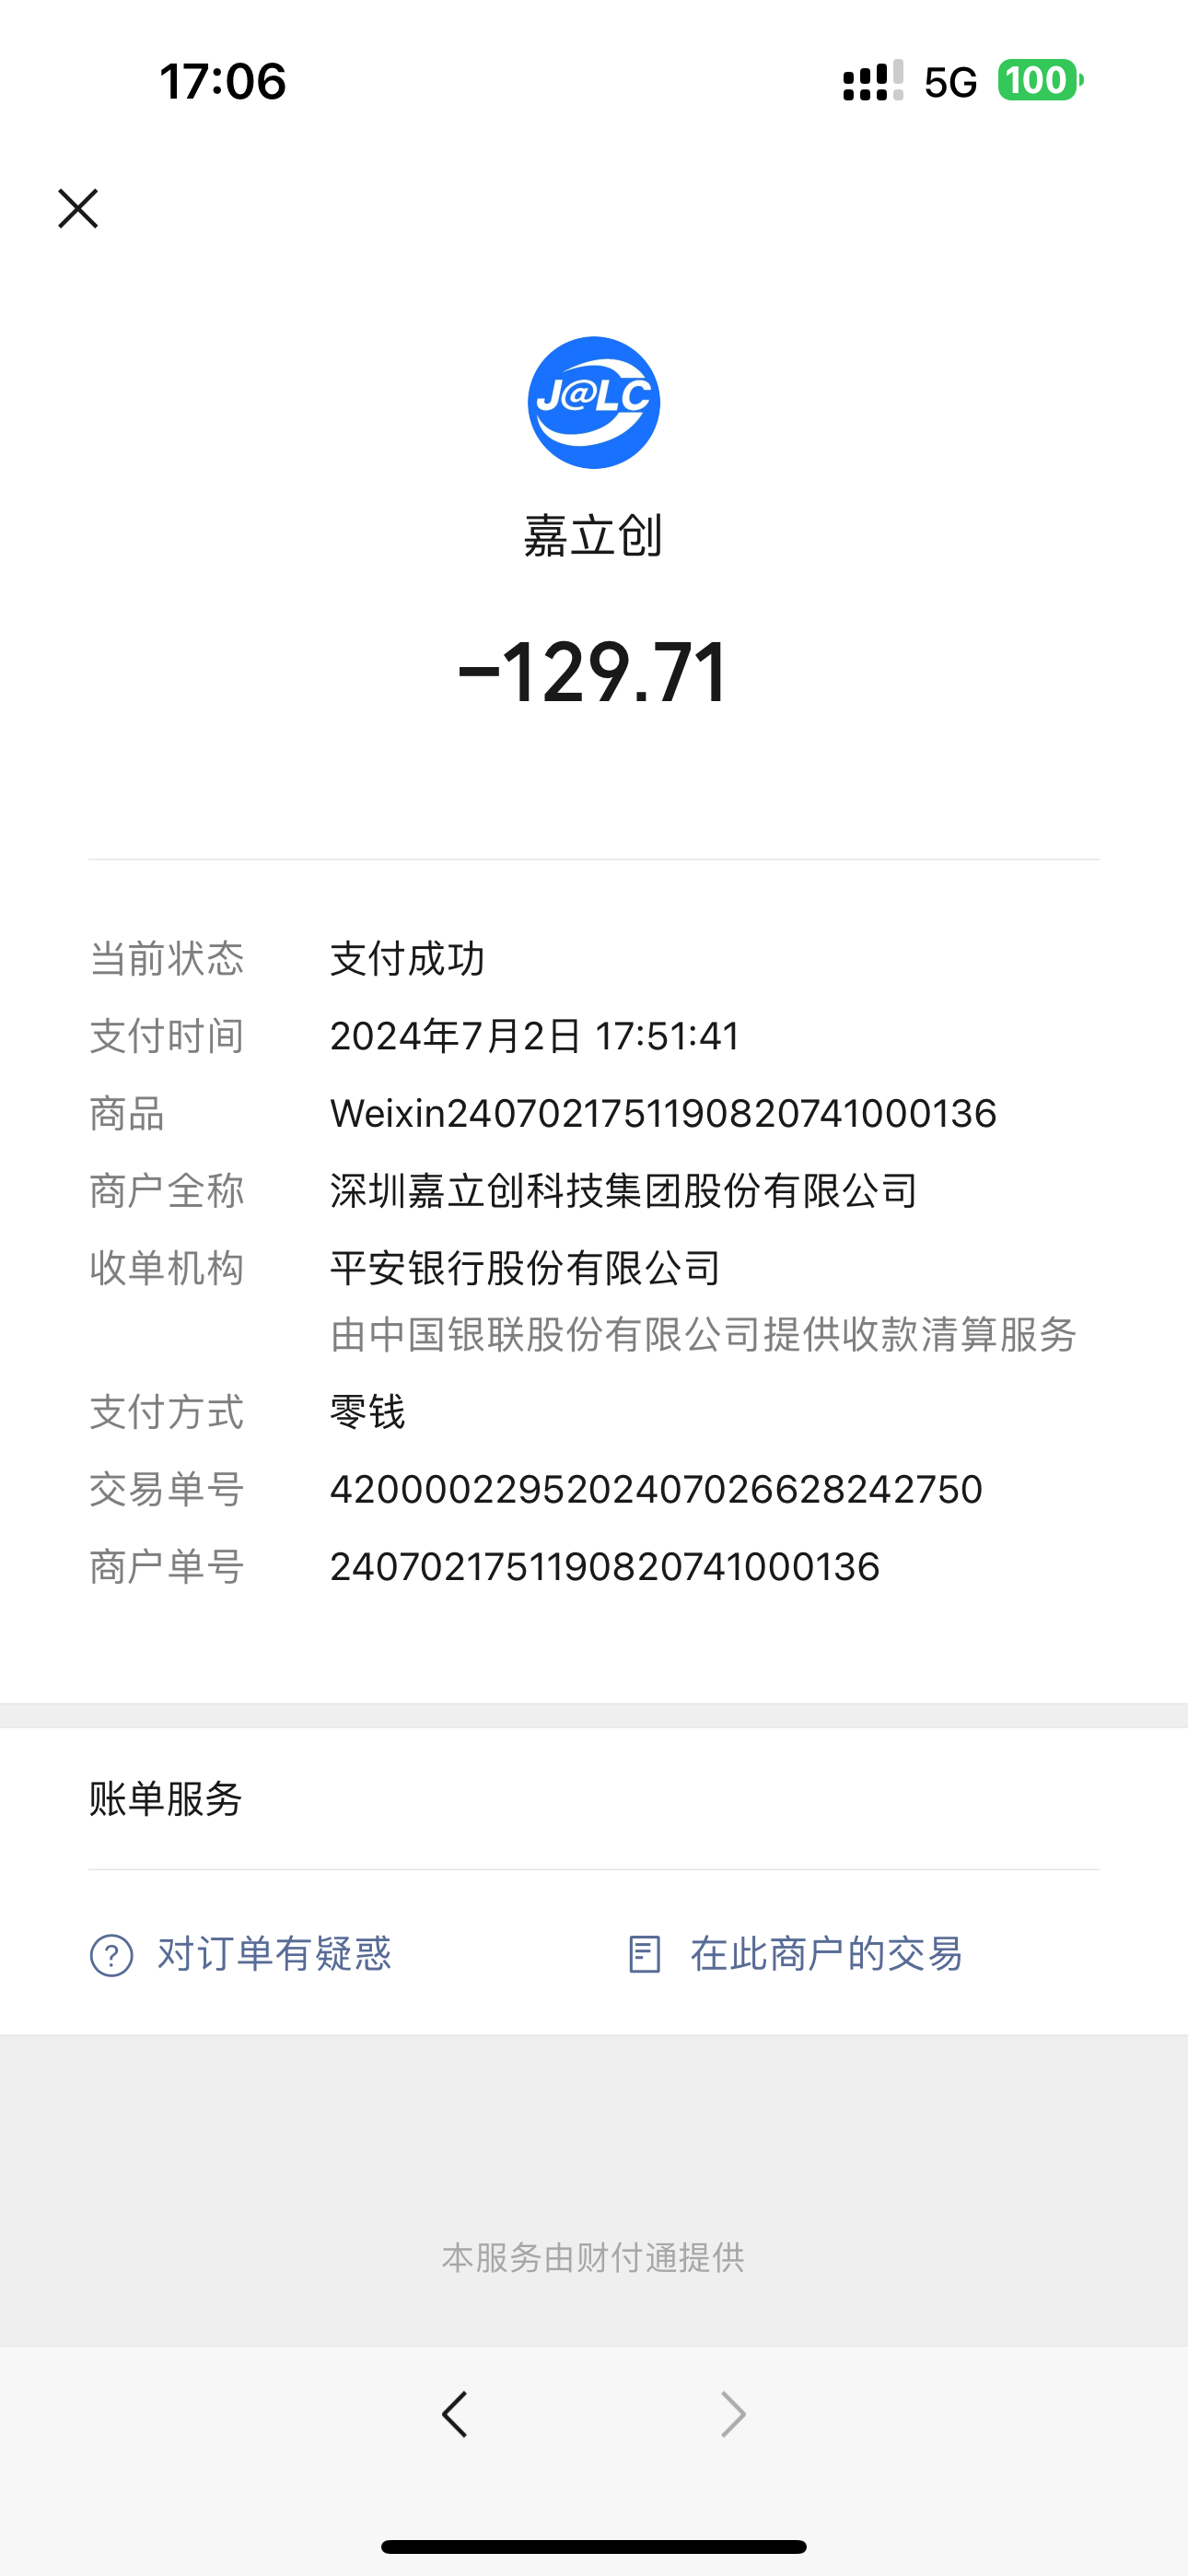 17:06
5G 100
J@LC
嘉立创
-129.71
当前状态 支付成功
支付时间 2024年7月2日 17:51:41
商品 Weixin2407021751190820741000136
商户全称 深圳嘉立创科技集团股份有限公司
收单机构 平安银行股份有限公司
由中国银联股份有限公司提供收款清算服务
支付方式 零钱
交易单号 4200002295202407026628242750
商户单号 2407021751190820741000136
账单服务
? 对订单有疑惑 在此商户的交易
本服务由财付通提供